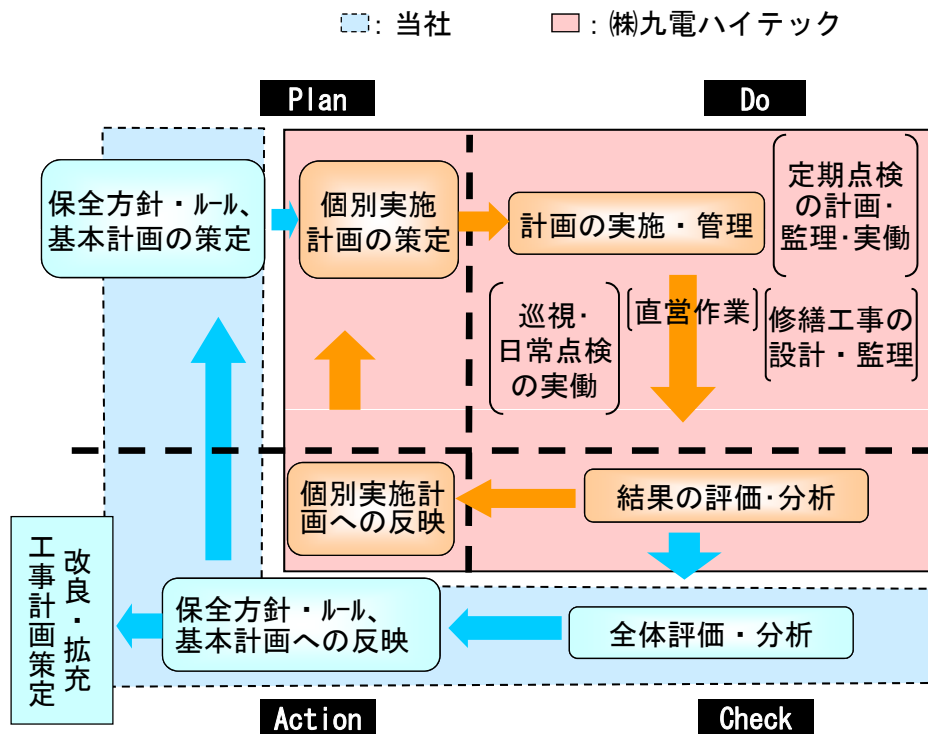 ：当社
：㈱九電ハイテック
Plan
Do
保全方針・ルール、
基本計画の策定
個別実施
計画の策定
計画の実施・管理
定期点検
の計画・
監理・実働
巡視・
日常点検
の実働
直営作業
修繕工事の
設計・監理
個別実施計
画への反映
結果の評価・分析
改良・拡充
工事計画策定
保全方針・ルール、
基本計画への反映
全体評価・分析
Action
Check